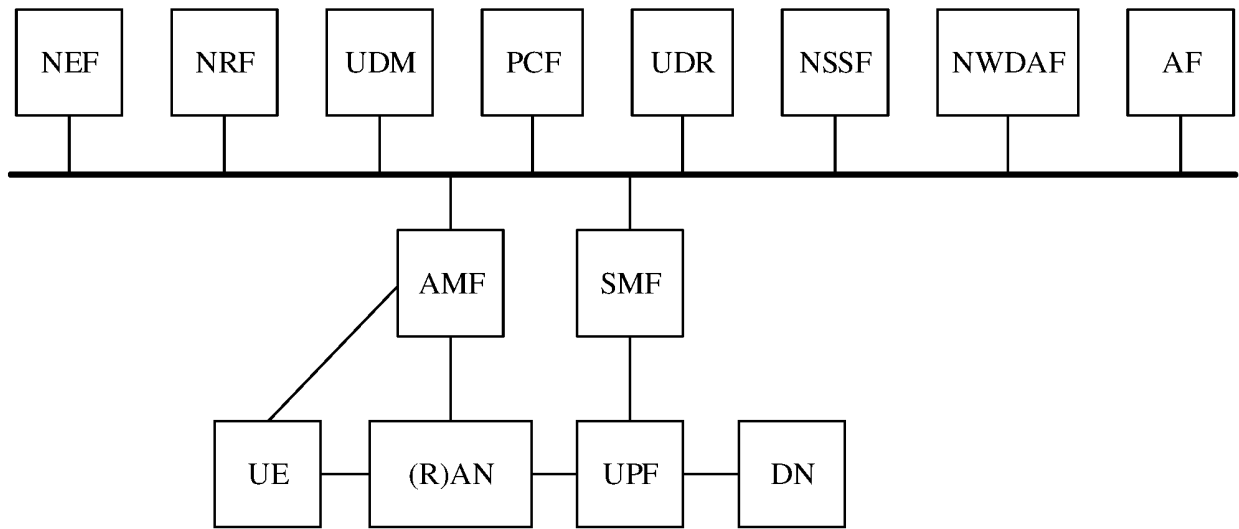 NEF NRF UDM PCF UDR NSSF NWDAF AF
AMF SMF
UE (R)AN UPF DN